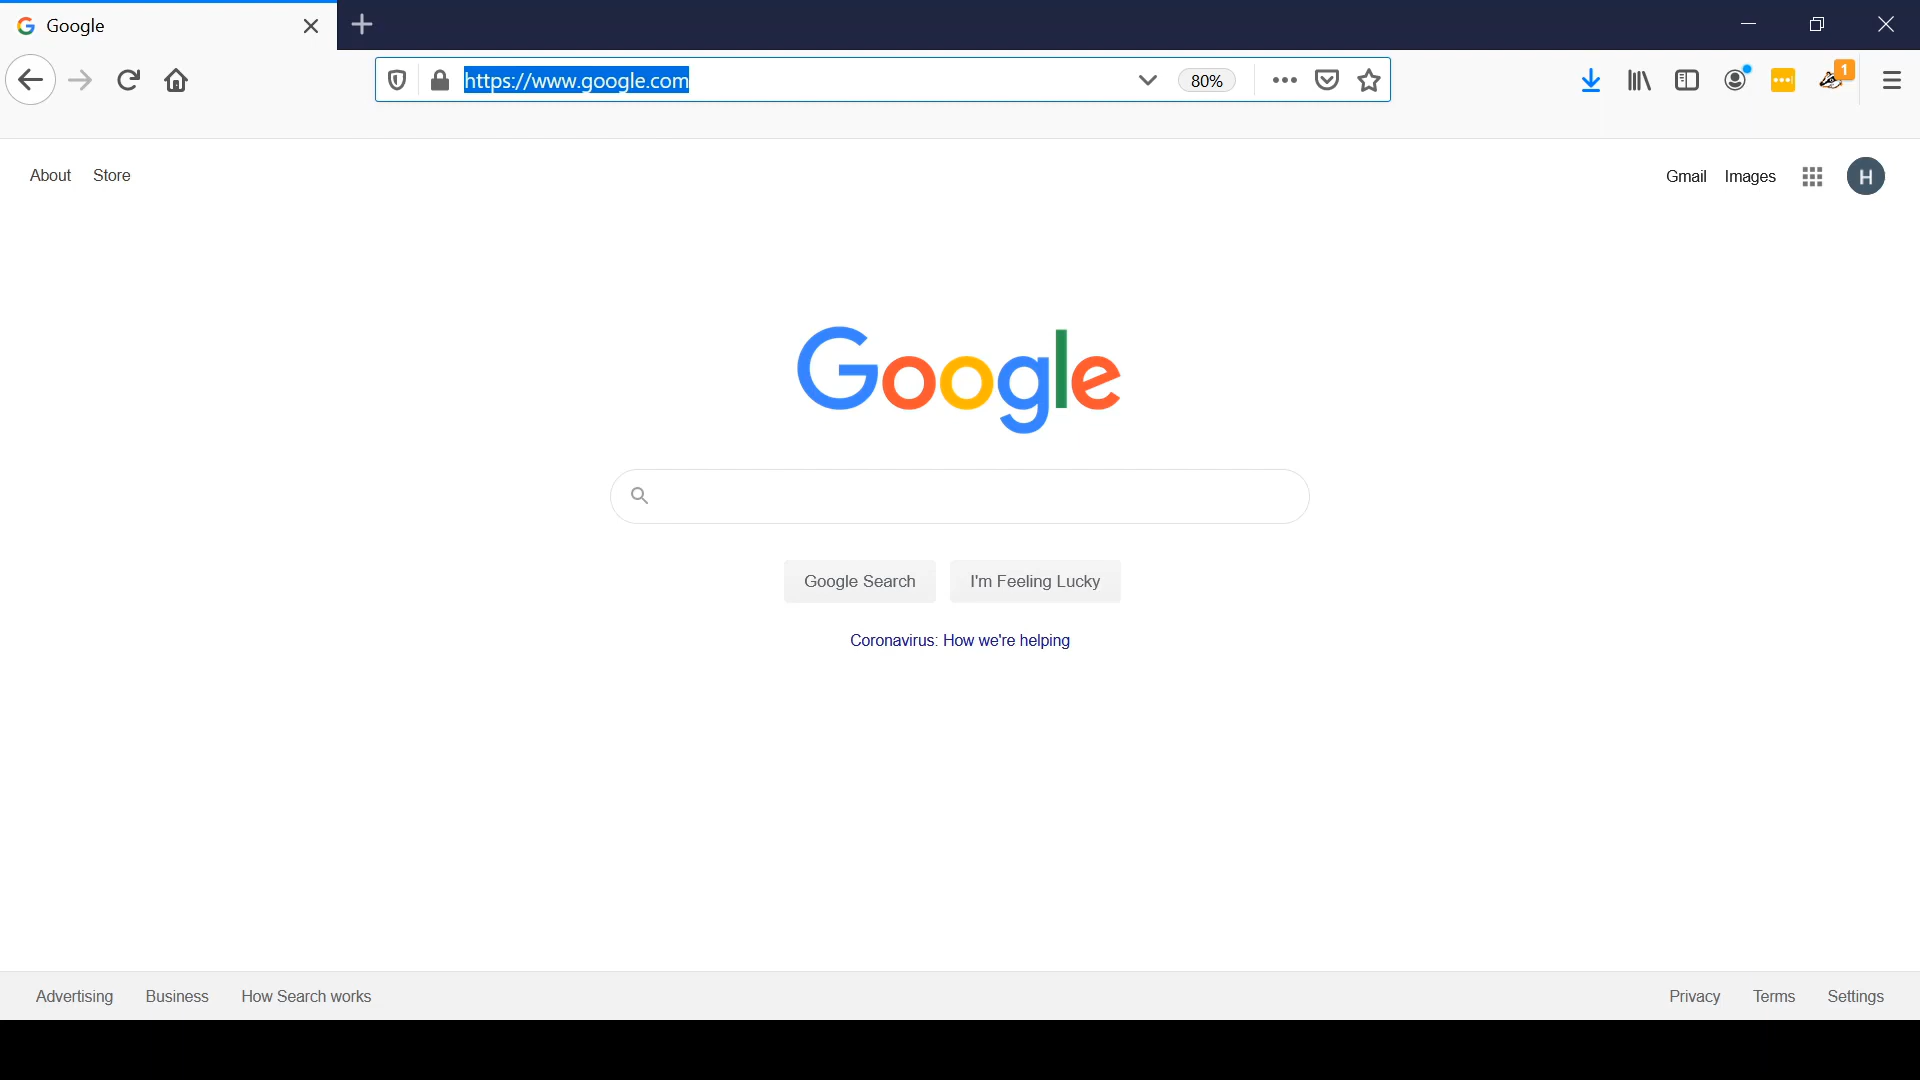 Google
https://www.google.com
80%
1
About Store
Gmail Images
H
Google
Google Search
I'm Feeling Lucky
Coronavirus: How we're helping
Advertising Business How Search works
Privacy Terms Settings